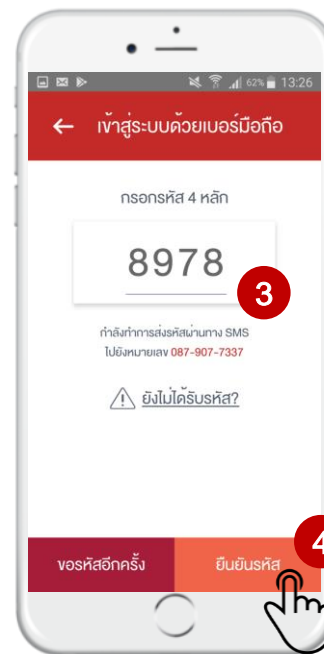 62% 13:26
← เข้าสู่ระบบด้วยเบอร์มือถือ
กรอกรหัส 4 หลัก
8978
3
กำลังทำการส่งรหัสผ่านทาง SMS
ไปยังหมายเลข 087-907-7337
ยังไม่ได้รับรหัส?
4
ขอรหัสอีกครั้ง ยืนยันรหัส